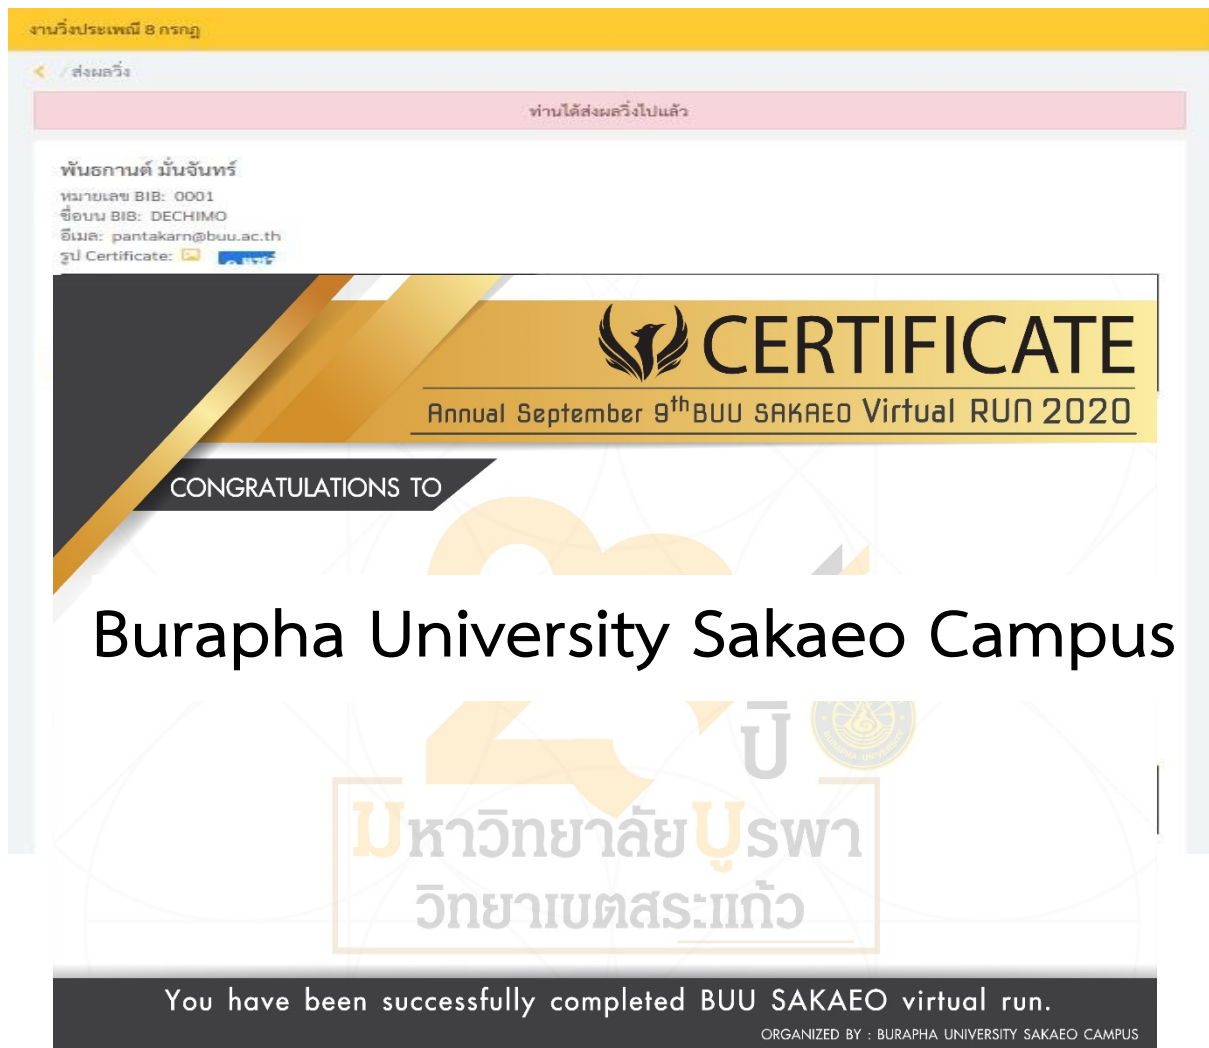 งานวิ่งประเพณี 8 กรกฎ
< / ส่งผลวิ่ง
ท่านได้ส่งผลวิ่งไปแล้ว
พันธกานต์ มั่นจันทร์
หมายเลข BIB: 0001
ชื่อบน BIB: DECHIMO
อีเมล: pantakarn@buu.ac.th
รูป Certificate:
CERTIFICATE
Annual September 9th BUU SAKAEO Virtual RUN 2020
CONGRATULATIONS TO
Burapha University Sakaeo Campus
ปี
BURAPHA UNIVERSITY
มหาวิทยาลัยบูรพา
วิทยาเขตสระแก้ว
You have been successfully completed BUU SAKAEO virtual run.
ORGANIZED BY : BURAPHA UNIVERSITY SAKAEO CAMPUS